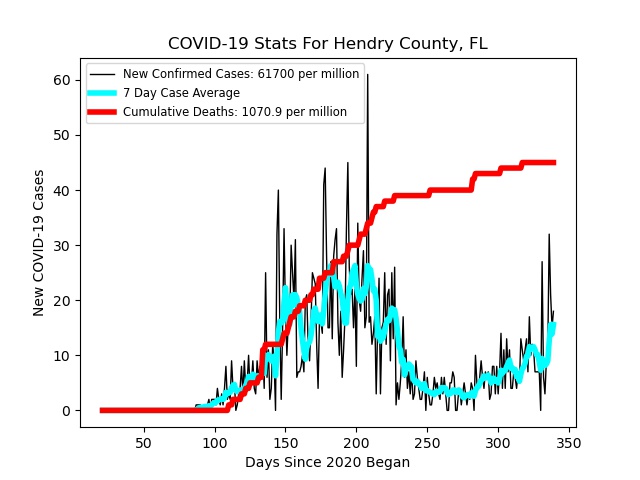 COVID-19 Stats For Hendry County, FL
New Confirmed Cases: 61700 per million
7 Day Case Average
Cumulative Deaths: 1070.9 per million
New COVID-19 Cases
60
50
40
30
20
10
0
50 100 150 200 250 300 350
Days Since 2020 Began